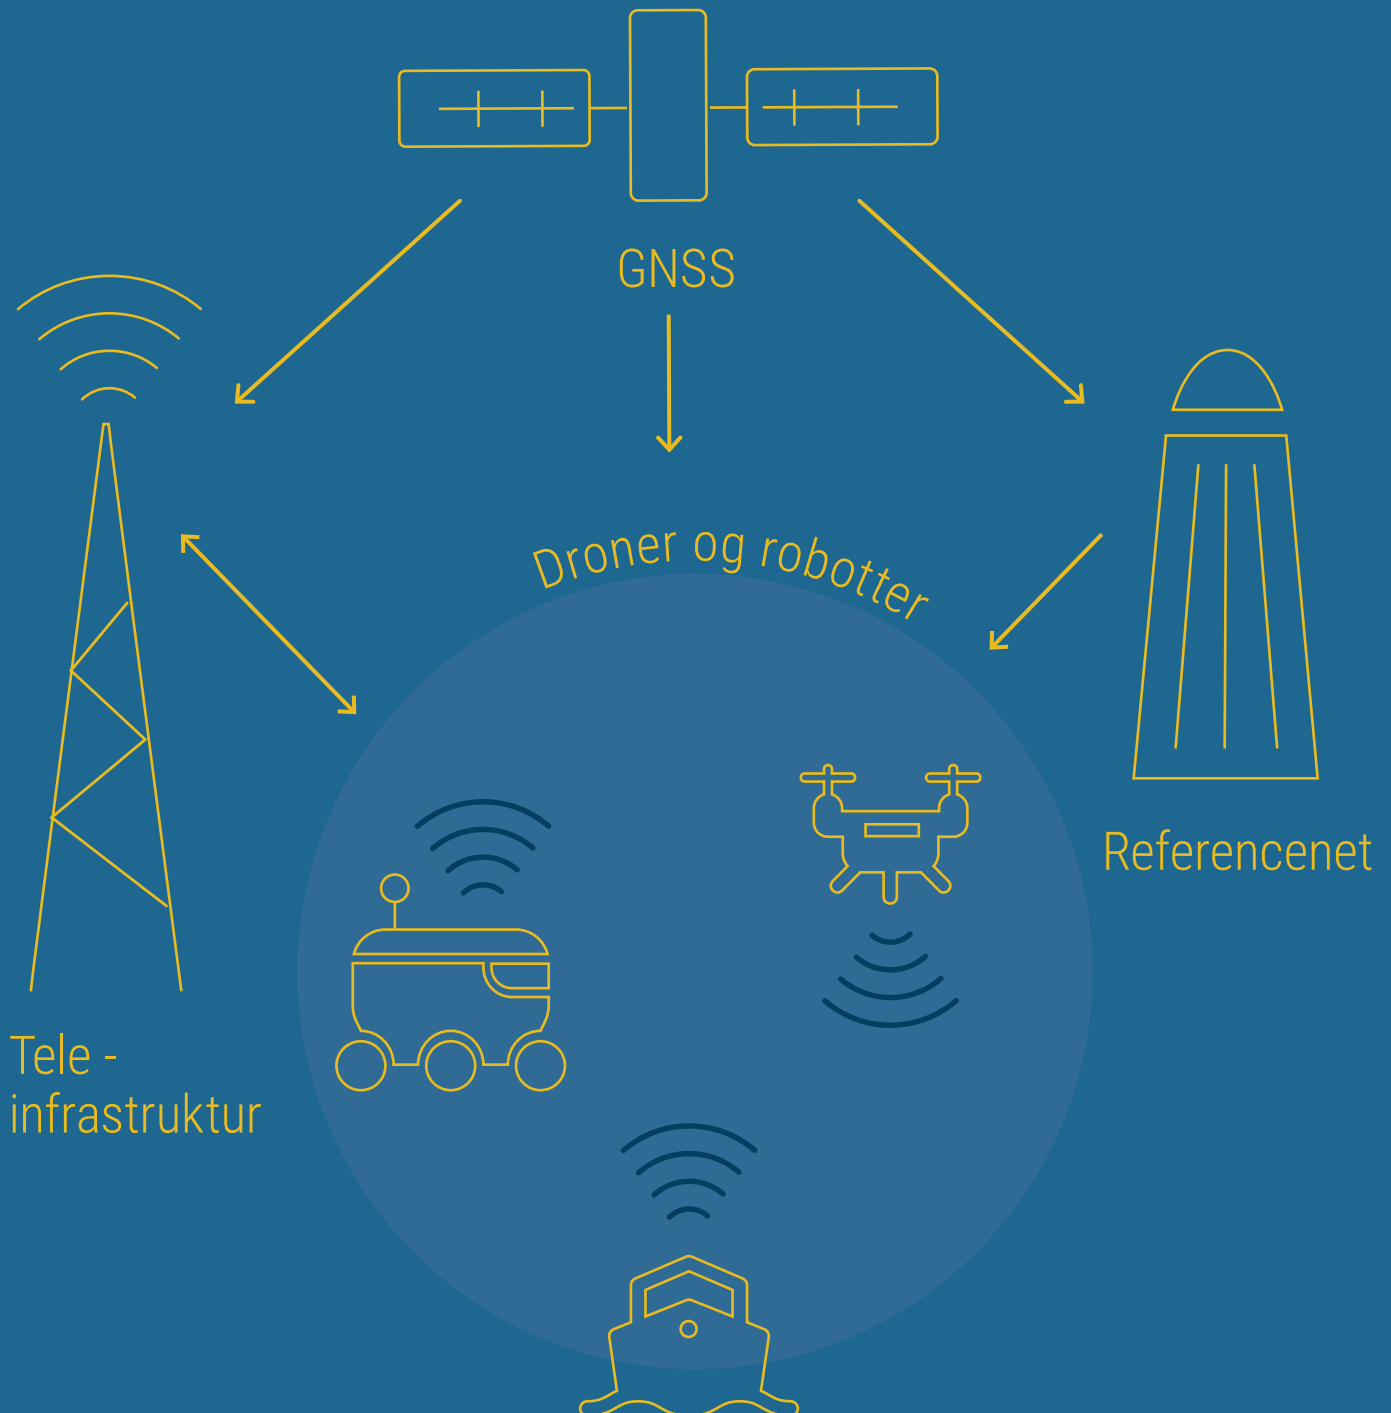 GNSS
Droner og robotter
Referencenet
Tele -
infrastruktur